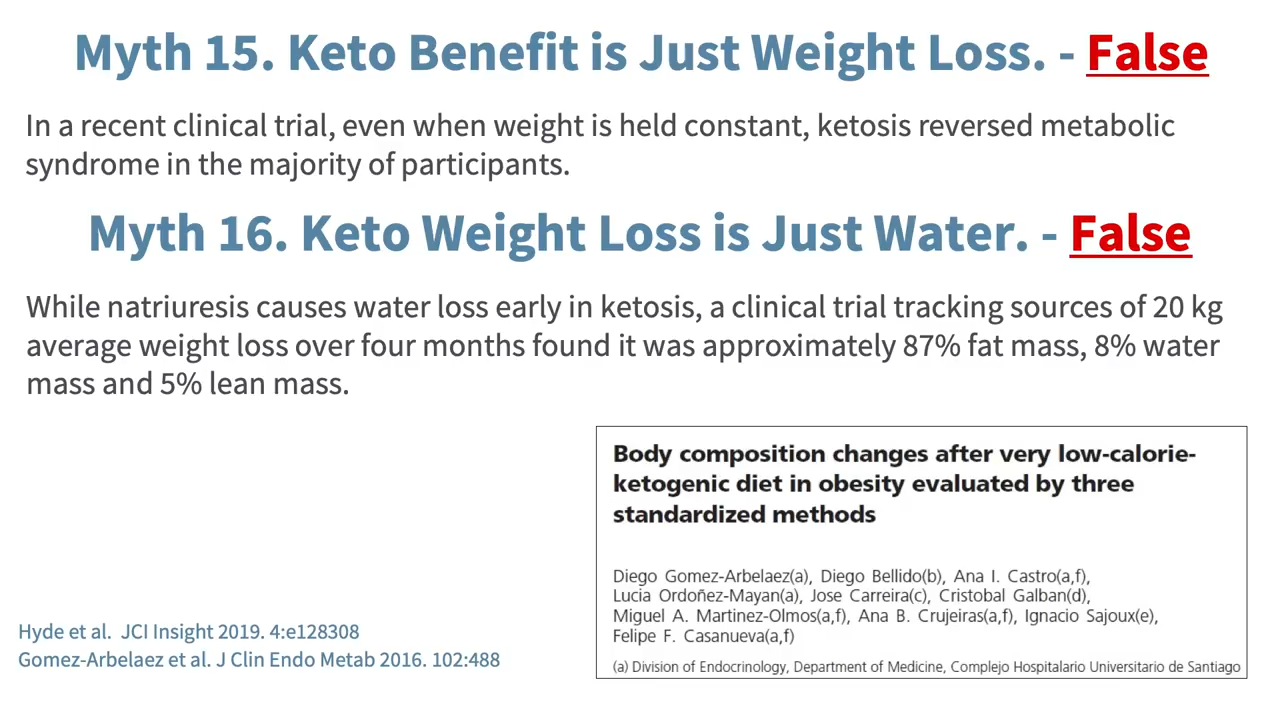 Myth 15. Keto Benefit is Just Weight Loss. - False
In a recent clinical trial, even when weight is held constant, ketosis reversed metabolic
syndrome in the majority of participants.
Myth 16. Keto Weight Loss is Just Water. - False
While natriuresis causes water loss early in ketosis, a clinical trial tracking sources of 20 kg
average weight loss over four months found it was approximately 87% fat mass, 8% water
mass and 5% lean mass.
Body composition changes after very low-calorie-
ketogenic diet in obesity evaluated by three
standardized methods
Diego Gomez-Arbelaez(a), Diego Bellido(b), Ana I. Castro(a,f),
Lucia Ordoñez-Mayan(a), Jose Carreira(c), Cristobal Galban(d),
Miguel A. Martinez-Olmos(a,f), Ana B. Crujeiras(a,f), Ignacio Sajoux(e),
Felipe F. Casanueva(a,f)
(a) Division of Endocrinology, Department of Medicine, Complejo Hospitalario Universitario de Santiago
Hyde et al. JCI Insight 2019. 4:e128308
Gomez-Arbelaez et al. J Clin Endo Metab 2016. 102:488